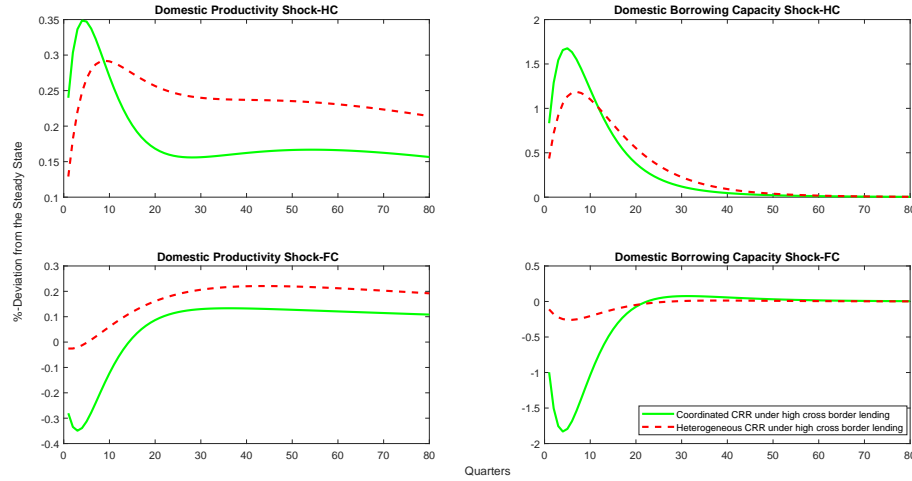 Domestic Productivity Shock-HC
0.35
0.3
0.25
0.2
0.15
0.1
0 10 20 30 40 50 60 70 80
Domestic Borrowing Capacity Shock-HC
2
1.5
1
0.5
0
0 10 20 30 40 50 60 70 80
%-Deviation from the Steady State
Domestic Productivity Shock-FC
0.3
0.2
0.1
0
-0.1
-0.2
-0.3
-0.4
0 10 20 30 40 50 60 70 80
Domestic Borrowing Capacity Shock-FC
0.5
0
-0.5
-1
-1.5
-2
0 10 20 30 40 50 60 70 80
Coordinated CRR under high cross border lending
Heterogeneous CRR under high cross border lending
Quarters